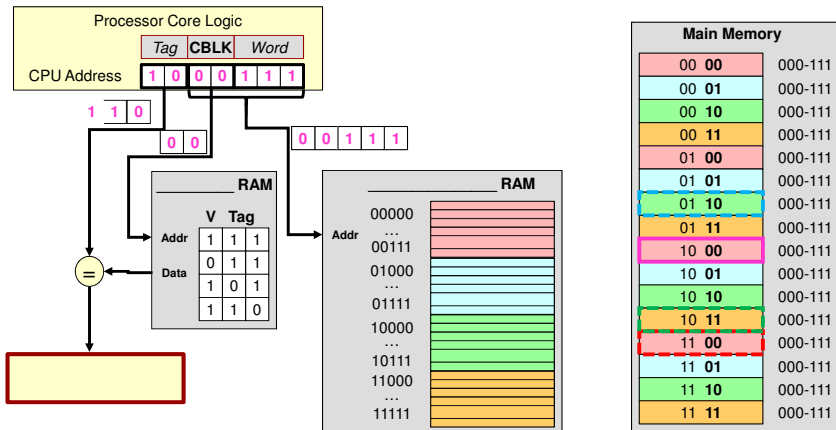 Processor Core Logic
Tag CBLK Word
CPU Address 1 0 0 0 1 1 1
1 1 0
0 0
0 0 1 1 1
________ RAM
V Tag
Addr
Data
1 1 1
0 1 1
1 0 1
1 1 0
=
________________ RAM
Addr
00000
...
00111
01000
...
01111
10000
...
10111
11000
...
11111
Main Memory
00 00 000-111
00 01 000-111
00 10 000-111
00 11 000-111
01 00 000-111
01 01 000-111
01 10 000-111
01 11 000-111
10 00 000-111
10 01 000-111
10 10 000-111
10 11 000-111
11 00 000-111
11 01 000-111
11 10 000-111
11 11 000-111